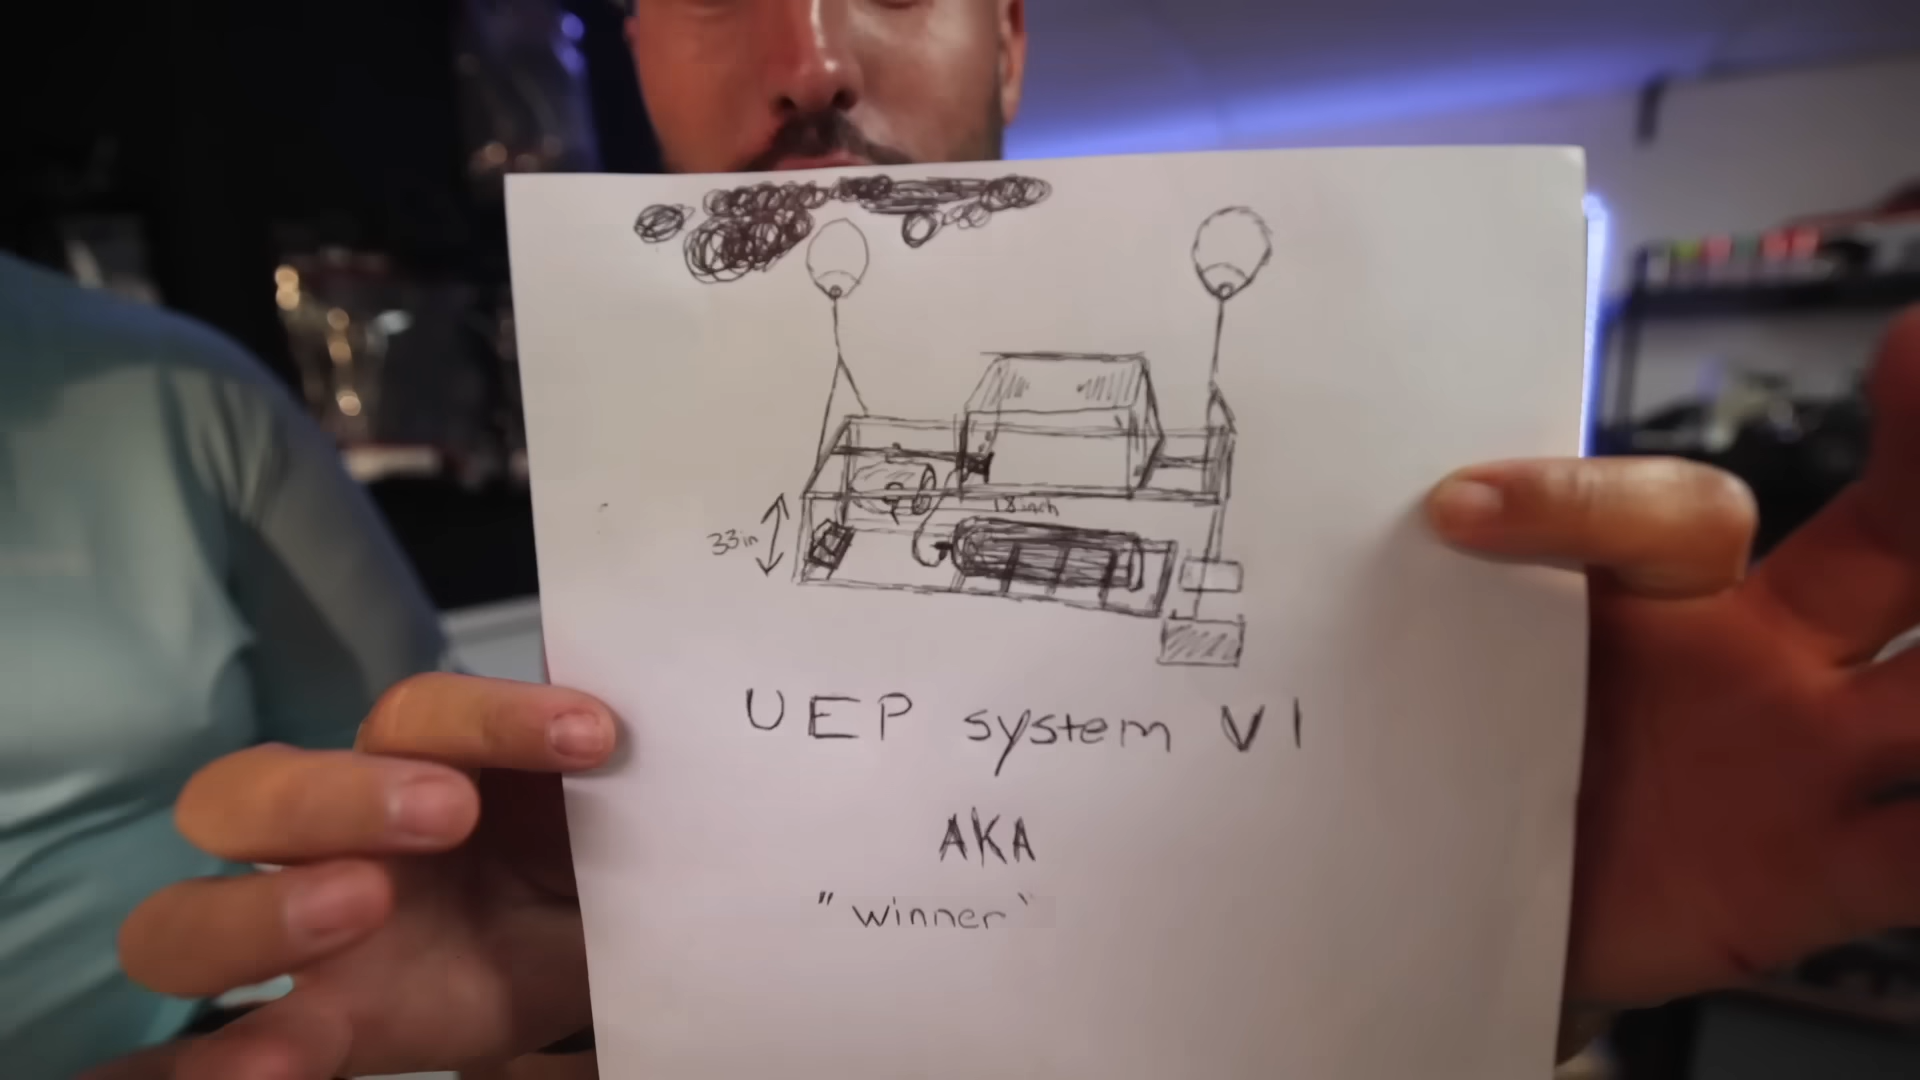 18 inch
33in
UEP system V1
AKA
"winner"